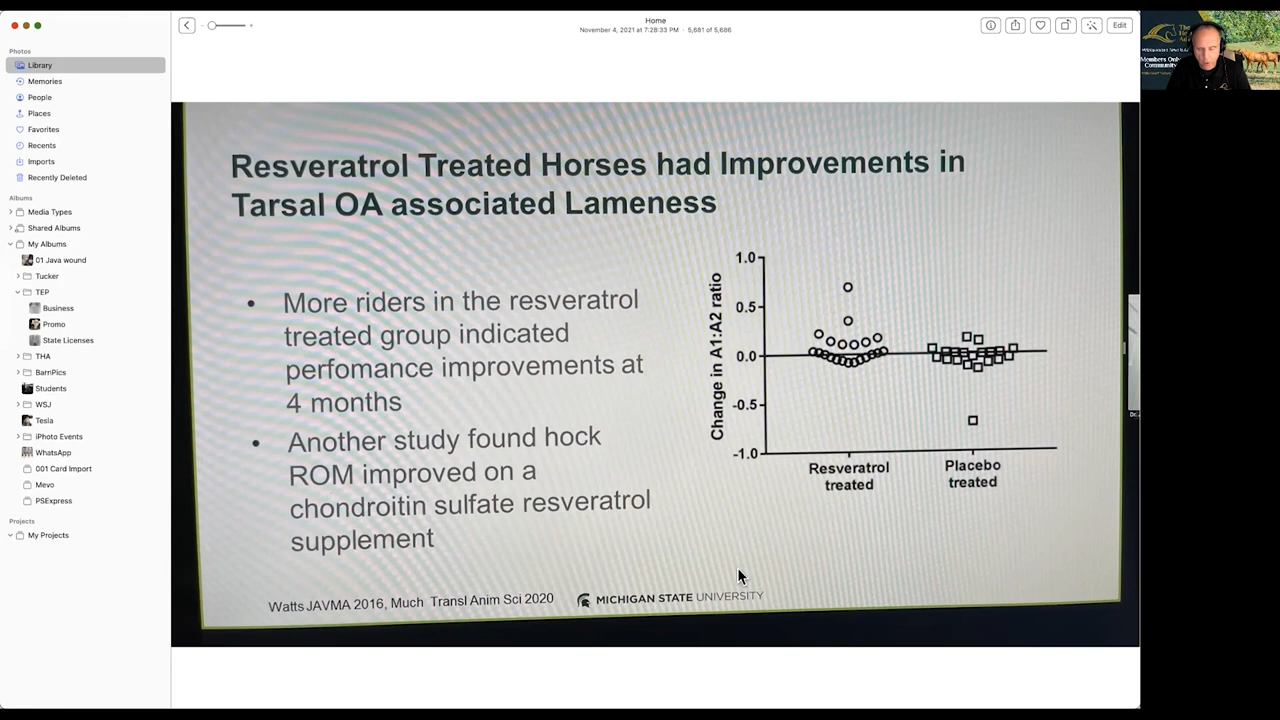 Home
November 4, 2021 at 7:28:33 PM · 5,681 of 5,686
Edit
Photos
Library
Memories
People
Places
Favorites
Recents
Imports
Recently Deleted
Albums
Media Types
Shared Albums
My Albums
01 Java wound
Tucker
TEP
Business
Promo
State Licenses
THA
BarnPics
Students
WSJ
Tesla
iPhoto Events
WhatsApp
001 Card Import
Mevo
PSExpress
Projects
My Projects
Resveratrol Treated Horses had Improvements in
Tarsal OA associated Lameness
• More riders in the resveratrol
treated group indicated
perfomance improvements at
4 months
• Another study found hock
ROM improved on a
chondroitin sulfate resveratrol
supplement
Change in A1:A2 ratio
1.0
0.5
0.0
-0.5
-1.0
Resveratrol
treated
Placebo
treated
Watts JAVMA 2016, Much Transl Anim Sci 2020
MICHIGAN STATE UNIVERSITY
The
Members Only
Community